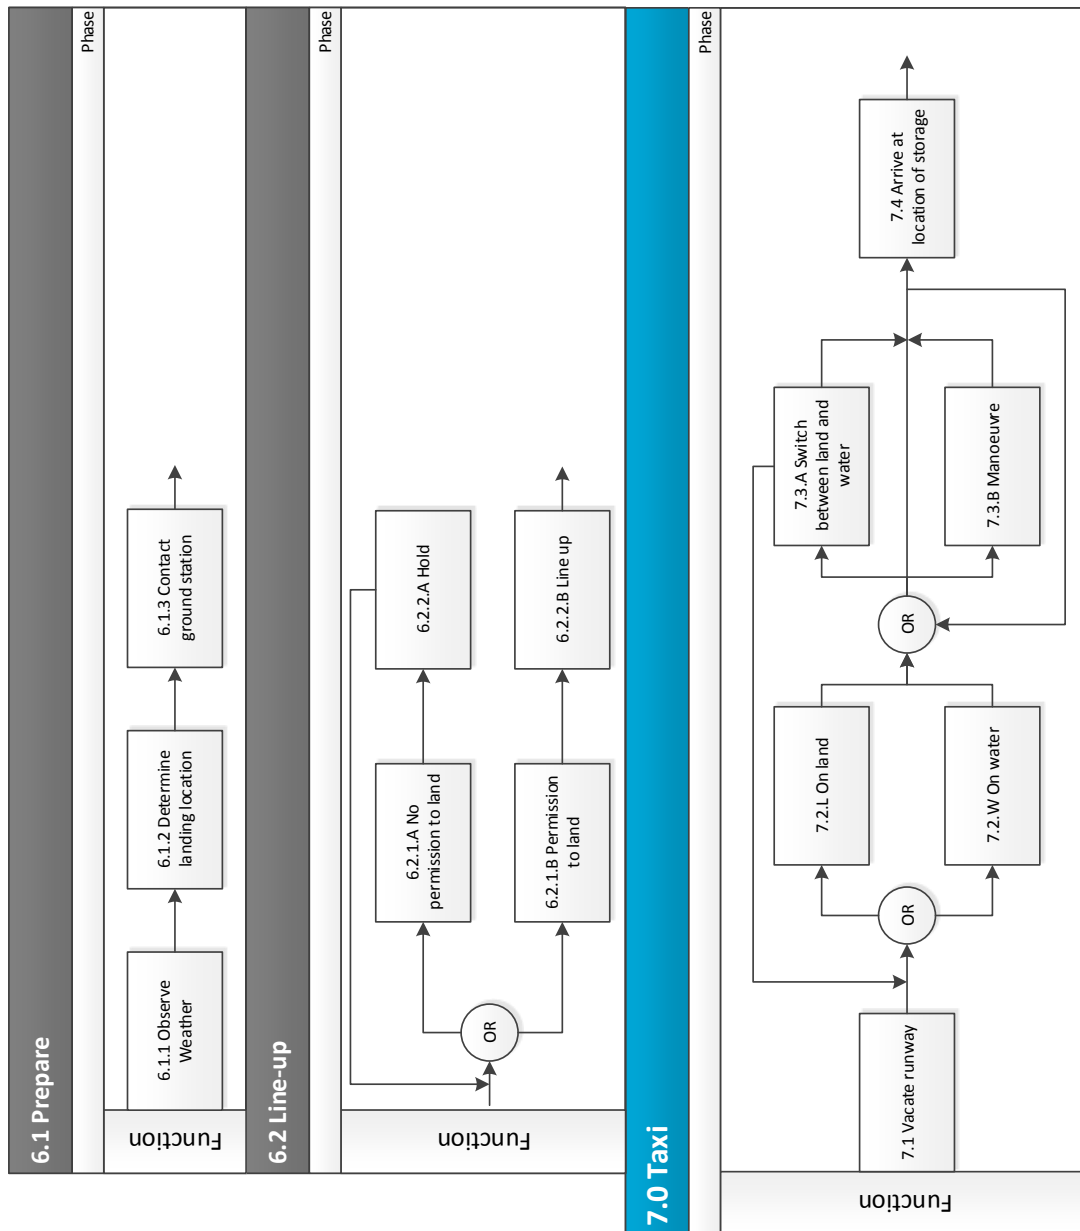 6.1 Prepare
Phase
Function
6.1.1 Observe
Weather
6.1.2 Determine
landing location
6.1.3 Contact
ground station
6.2 Line-up
Phase
Function
OR
6.2.1.A No
permission to land
6.2.2.A Hold
6.2.1.B Permission
to land
6.2.2.B Line up
7.0 Taxi
Phase
Function
7.1 Vacate runway
OR
7.2.L On land
7.2.W On water
OR
7.3.A Switch
between land and
water
7.3.B Manoeuvre
7.4 Arrive at
location of storage